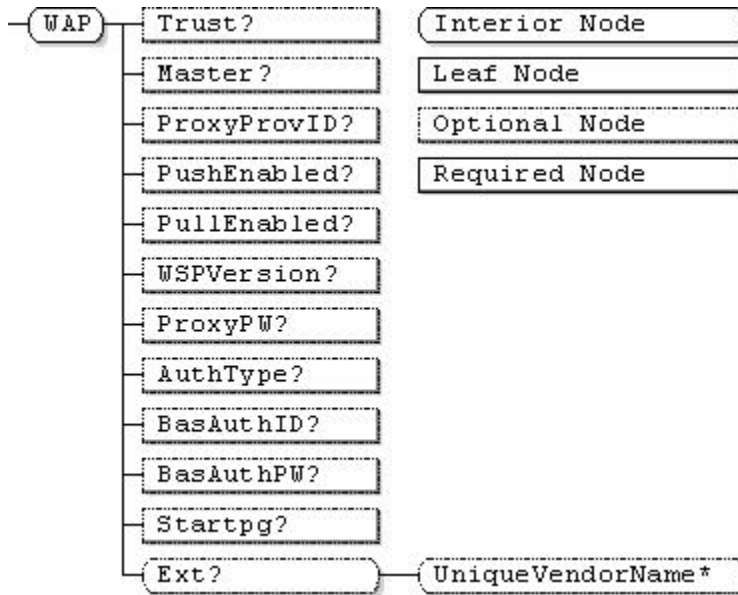 WAP
Trust?
Interior Node
Master?
Leaf Node
ProxyProvID?
Optional Node
PushEnabled?
Required Node
PullEnabled?
WSPVersion?
ProxyPW?
AuthType?
BasAuthID?
BasAuthPW?
Startpg?
Ext?
UniqueVendorName*